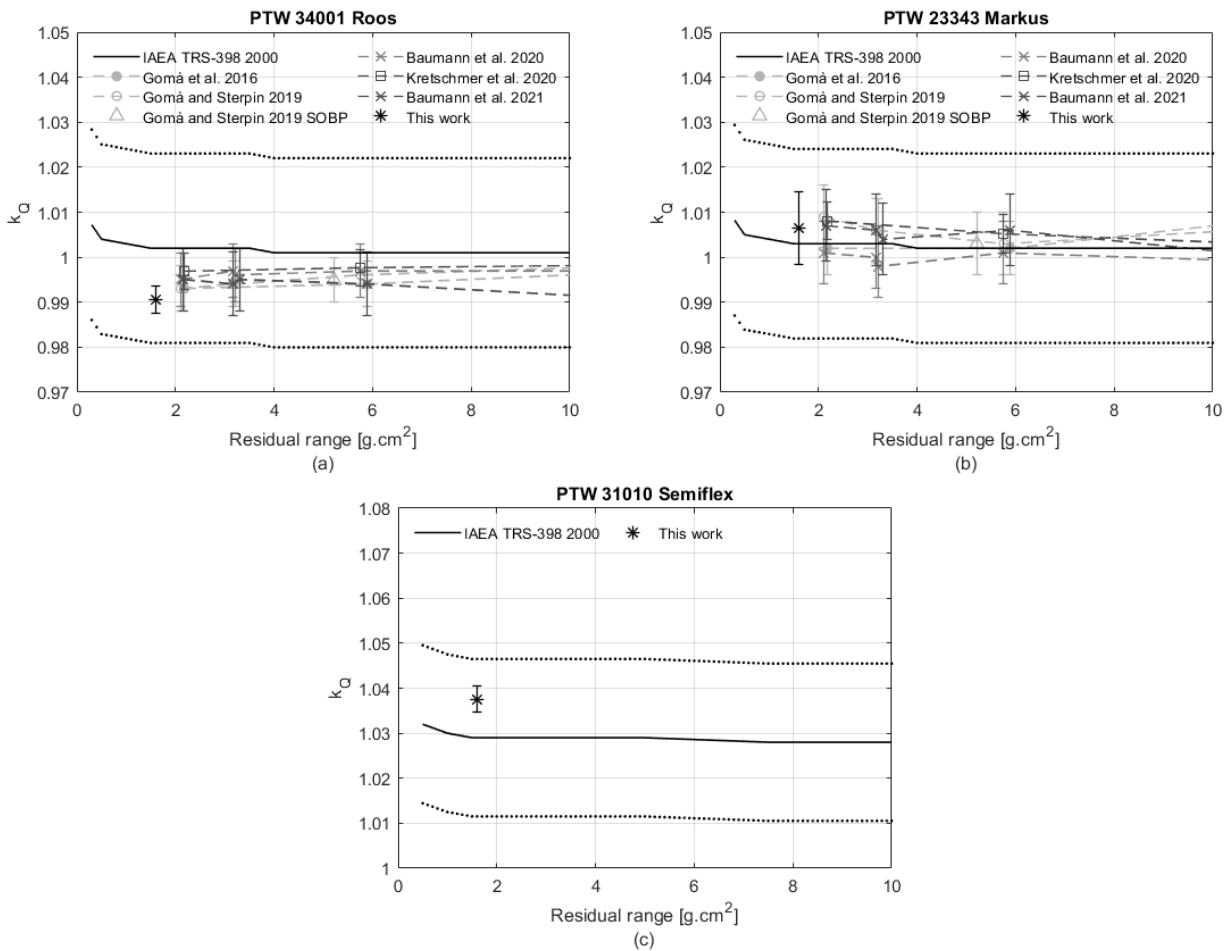 PTW 34001 Roos
1.05
1.04
1.03
1.02
1.01
1
0.99
0.98
0.97
k_Q
IAEA TRS-398 2000
Gomà et al. 2016
Gomà and Sterpin 2019
Gomà and Sterpin 2019 SOBP
Baumann et al. 2020
Kretschmer et al. 2020
Baumann et al. 2021
This work
0 2 4 6 8 10
Residual range [g.cm²]
(a)
PTW 23343 Markus
1.05
1.04
1.03
1.02
1.01
1
0.99
0.98
0.97
k_Q
IAEA TRS-398 2000
Gomà et al. 2016
Gomà and Sterpin 2019
Gomà and Sterpin 2019 SOBP
Baumann et al. 2020
Kretschmer et al. 2020
Baumann et al. 2021
This work
0 2 4 6 8 10
Residual range [g.cm²]
(b)
PTW 31010 Semiflex
1.08
1.07
1.06
1.05
1.04
1.03
1.02
1.01
1
k_Q
IAEA TRS-398 2000 This work
0 2 4 6 8 10
Residual range [g.cm²]
(c)